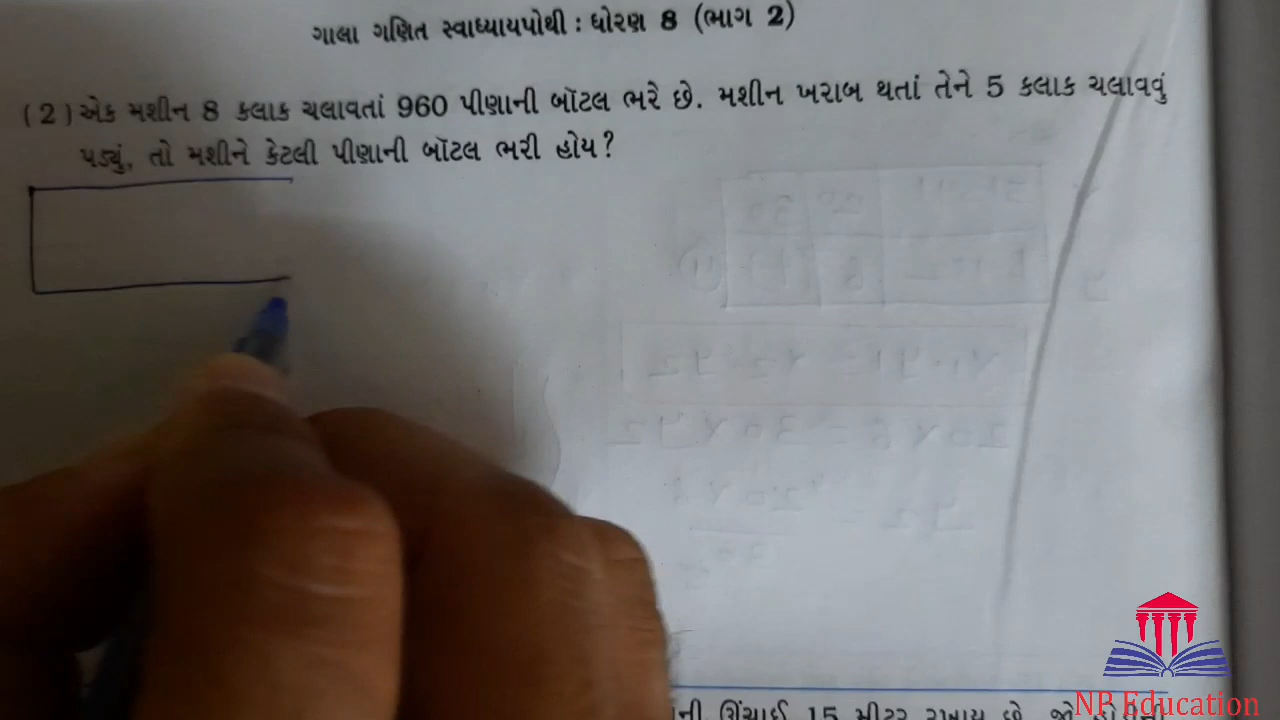 ગાલા ગણિત સ્વાધ્યાયપોથી : ધોરણ 8 (ભાગ 2)
(2) એક મશીન 8 કલાક ચલાવતાં 960 પીણાની બૉટલ ભરે છે. મશીન ખરાબ થતાં તેને 5 કલાક ચલાવવું
પડ્યું, તો મશીને કેટલી પીણાની બૉટલ ભરી હોય?
ઊંચાઈ 15 મીટર રખાય છે. જો
NP Education